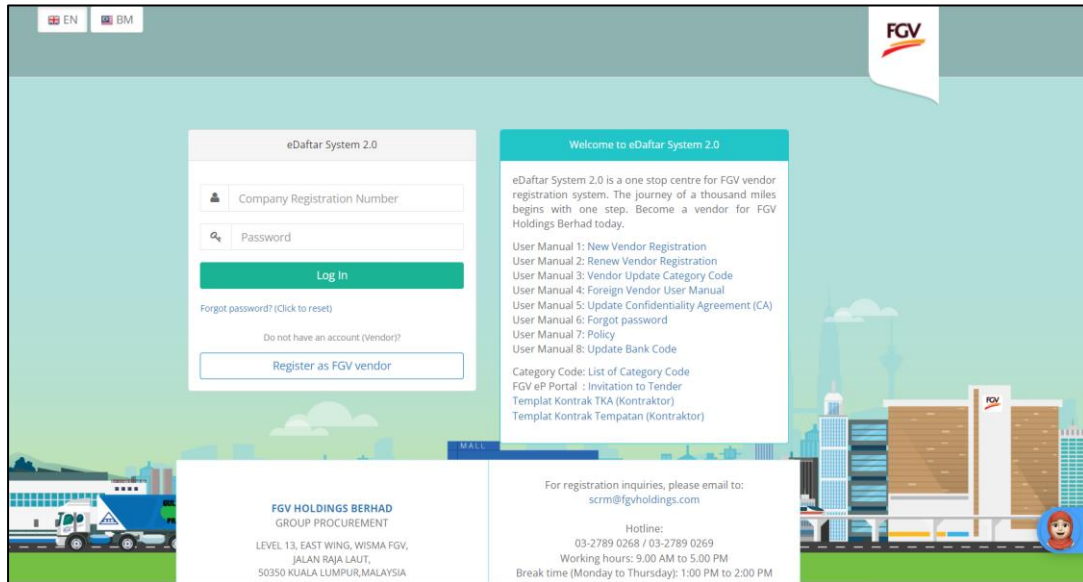 EN
BM
FGV
eDaftar System 2.0
Company Registration Number
Password
Log In
Forgot password? (Click to reset)
Do not have an account (Vendor)?
Register as FGV vendor
Welcome to eDaftar System 2.0
eDaftar System 2.0 is a one stop centre for FGV vendor
registration system. The journey of a thousand miles
begins with one step. Become a vendor for FGV
Holdings Berhad today.
User Manual 1: New Vendor Registration
User Manual 2: Renew Vendor Registration
User Manual 3: Vendor Update Category Code
User Manual 4: Foreign Vendor User Manual
User Manual 5: Update Confidentiality Agreement (CA)
User Manual 6: Forgot password
User Manual 7: Policy
User Manual 8: Update Bank Code
Category Code: List of Category Code
FGV eP Portal : Invitation to Tender
Templat Kontrak TKA (Kontraktor)
Templat Kontrak Tempatan (Kontraktor)
MALL
FGV
FGV HOLDINGS BERHAD
GROUP PROCUREMENT
LEVEL 13, EAST WING, WISMA FGV,
JALAN RAJA LAUT,
50350 KUALA LUMPUR,MALAYSIA
For registration inquiries, please email to:
scrm@fgvholdings.com
Hotline:
03-2789 0268 / 03-2789 0269
Working hours: 9.00 AM to 5.00 PM
Break time (Monday to Thursday): 1:00 PM to 2:00 PM